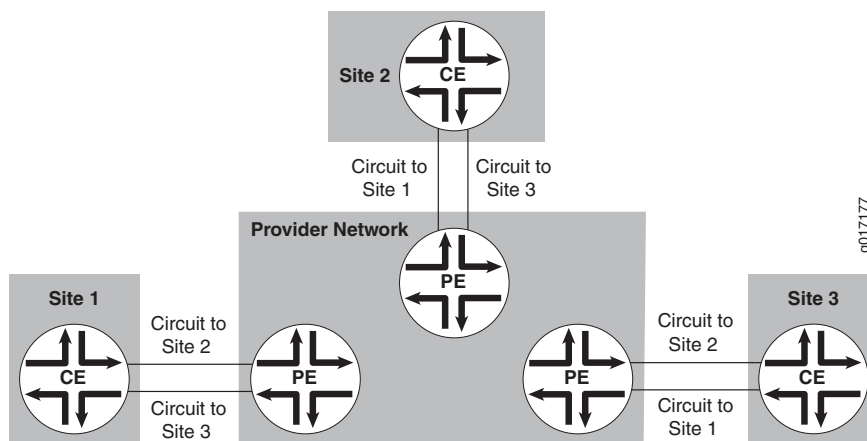 Site 2
CE
Circuit to
Site 1
Circuit to
Site 3
Provider Network
PE
g017177
Site 1
CE
Circuit to
Site 2
Circuit to
Site 3
PE
PE
Circuit to
Site 2
Circuit to
Site 1
Site 3
CE